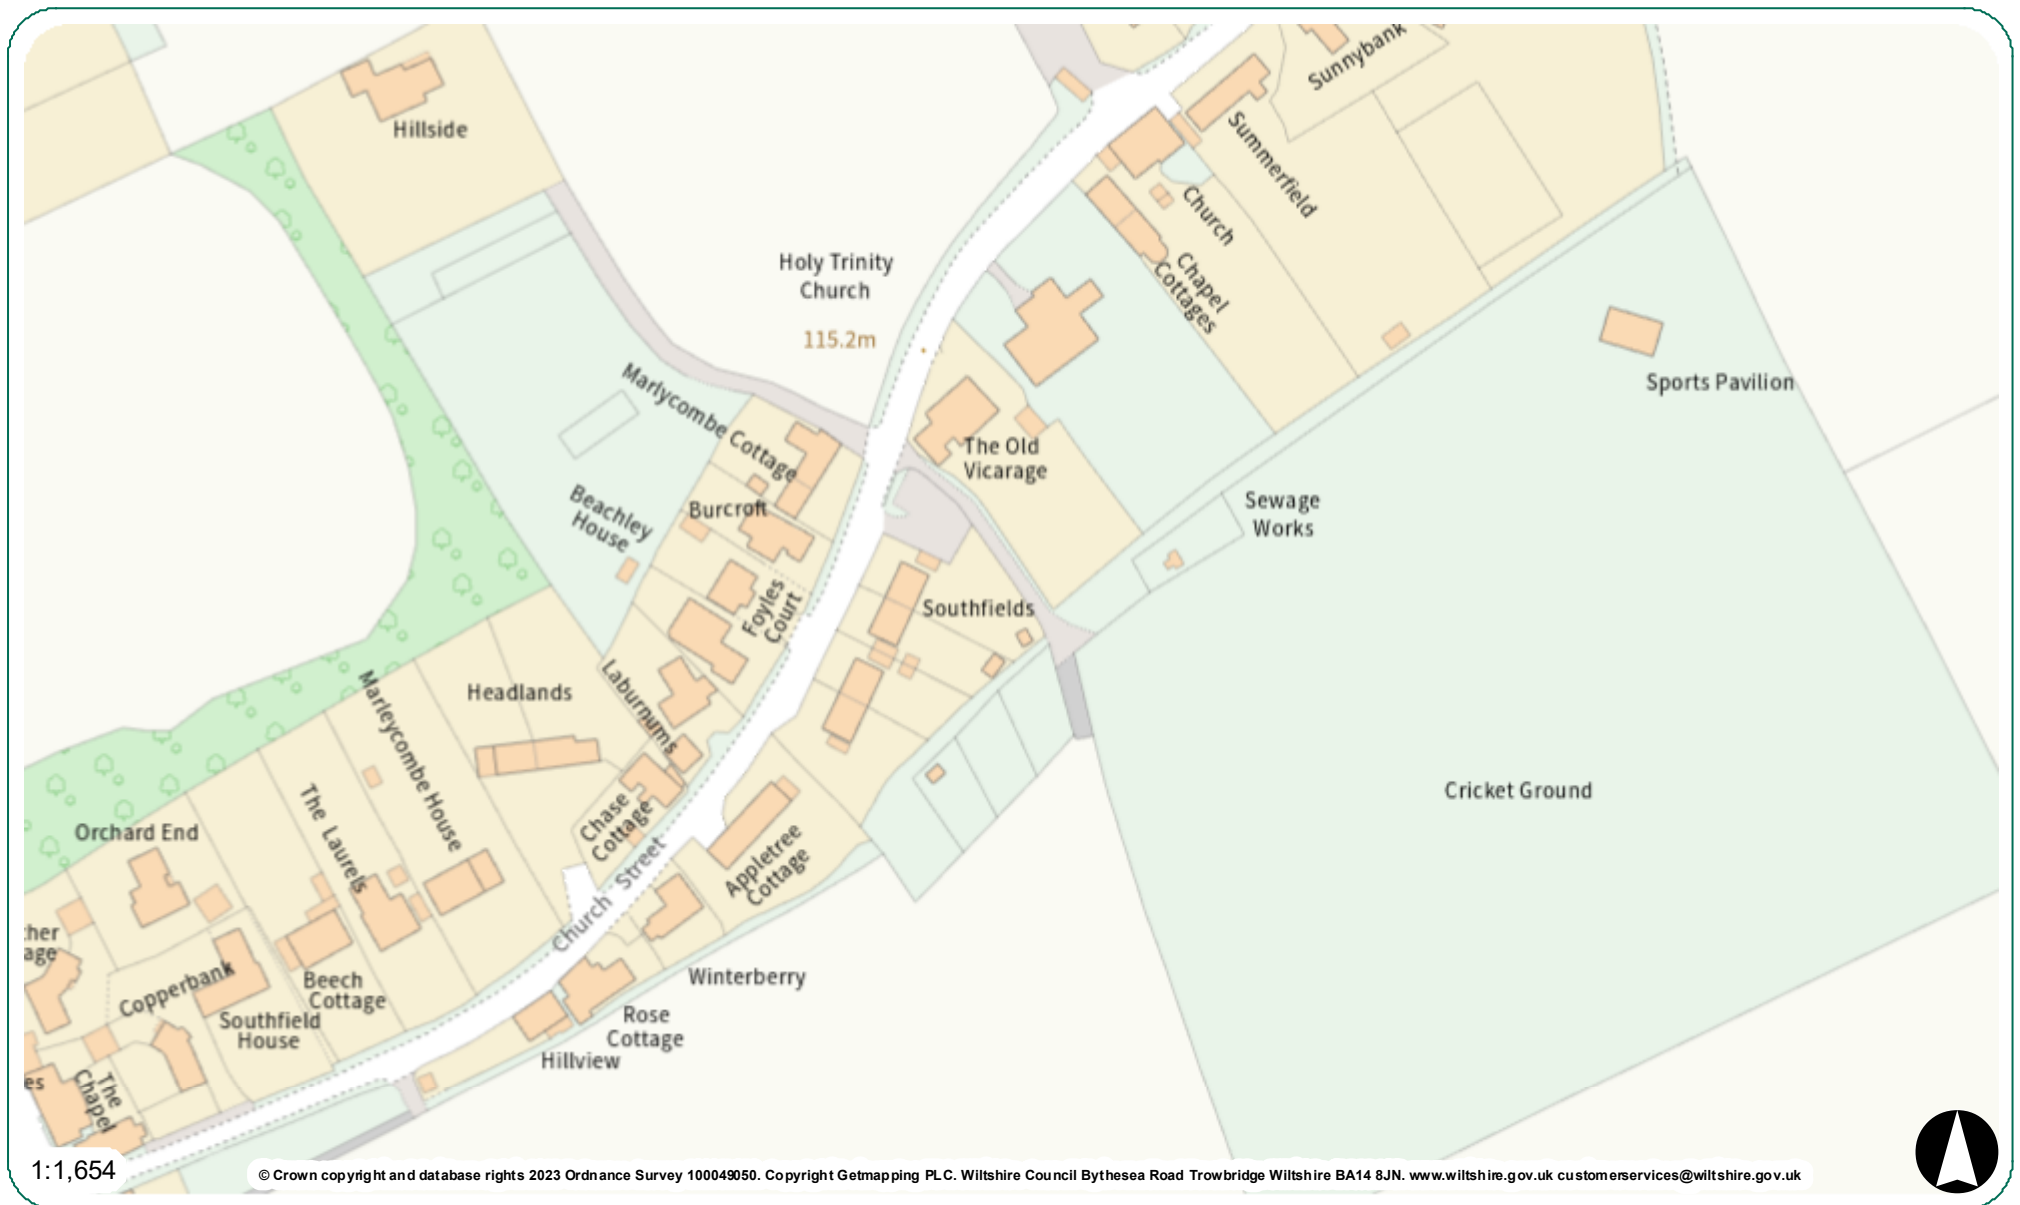 Sunnybank
Hillside
Summerfield
Church
Holy Trinity
Church
115.2m
Chapel
Cottages
Sports Pavilion
Marlycombe Cottage
The Old
Vicarage
Beachley
House
Burcroft
Sewage
Works
Foyles
Court
Southfields
Laburnums
Headlands
Marleycombe House
The Laurels
Cricket Ground
Orchard End
Chase
Cottage
Church Street
Appletree
Cottage
Copperbank
Beech
Cottage
Southfield
House
Winterberry
Rose
Cottage
Hillview
The
Chapel
1:1,654
© Crown copyright and database rights 2023 Ordnance Survey 100049050. Copyright Getmapping PLC. Wiltshire Council Bythesea Road Trowbridge Wiltshire BA14 8JN. www.wiltshire.gov.uk customerservices@wiltshire.gov.uk